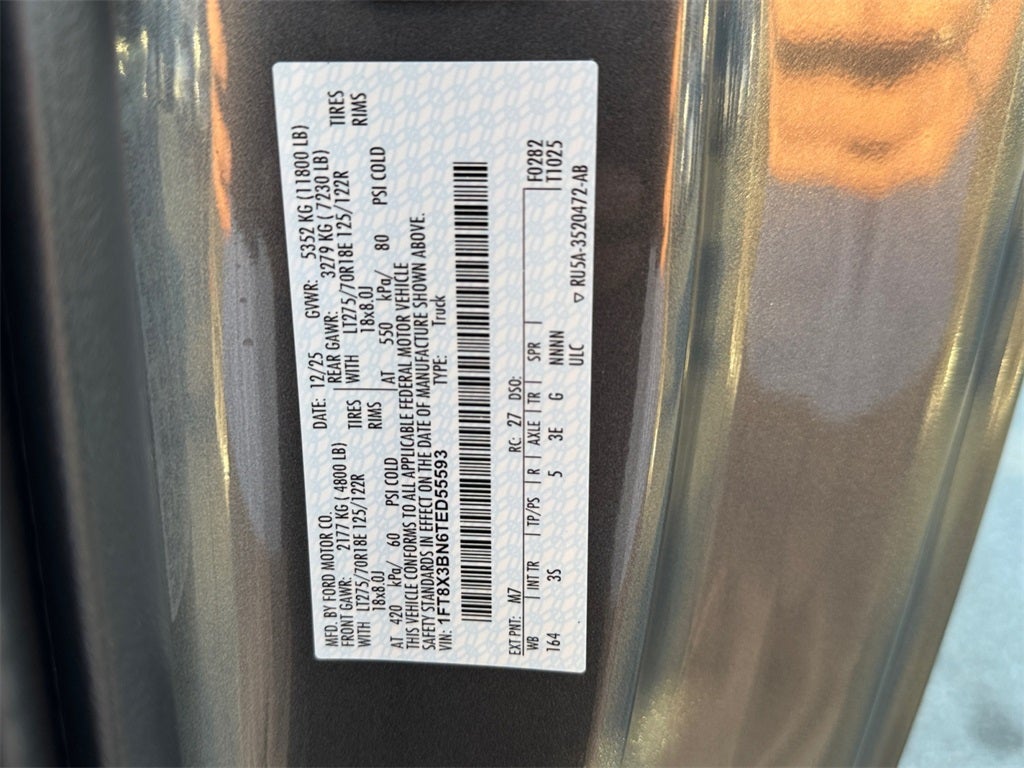 MFD. BY FORD MOTOR CO.
DATE: 12/25 GVWR: 5352 KG (11800 LB)
FRONT GAWR: 2177 KG ( 4800 LB) REAR GAWR: 3279 KG ( 7230 LB)
WITH LT275/70R18E 125/122R TIRES WITH LT275/70R18E 125/122R TIRES
18x8.0J RIMS 18x8.0J RIMS
AT 420 kPa/ 60 PSI COLD AT 550 kPa/ 80 PSI COLD
THIS VEHICLE CONFORMS TO ALL APPLICABLE FEDERAL MOTOR VEHICLE
SAFETY STANDARDS IN EFFECT ON THE DATE OF MANUFACTURE SHOWN ABOVE.
VIN: 1FT8X3BN6TED55593 TYPE: Truck
EXT PNT: M7 RC: 27 DSO: F0282
WB INT TR TP/PS R AXLE TR SPR T1025
164 3S 5 3E G NNNN
ULC ▽ RU5A-3520472-AB